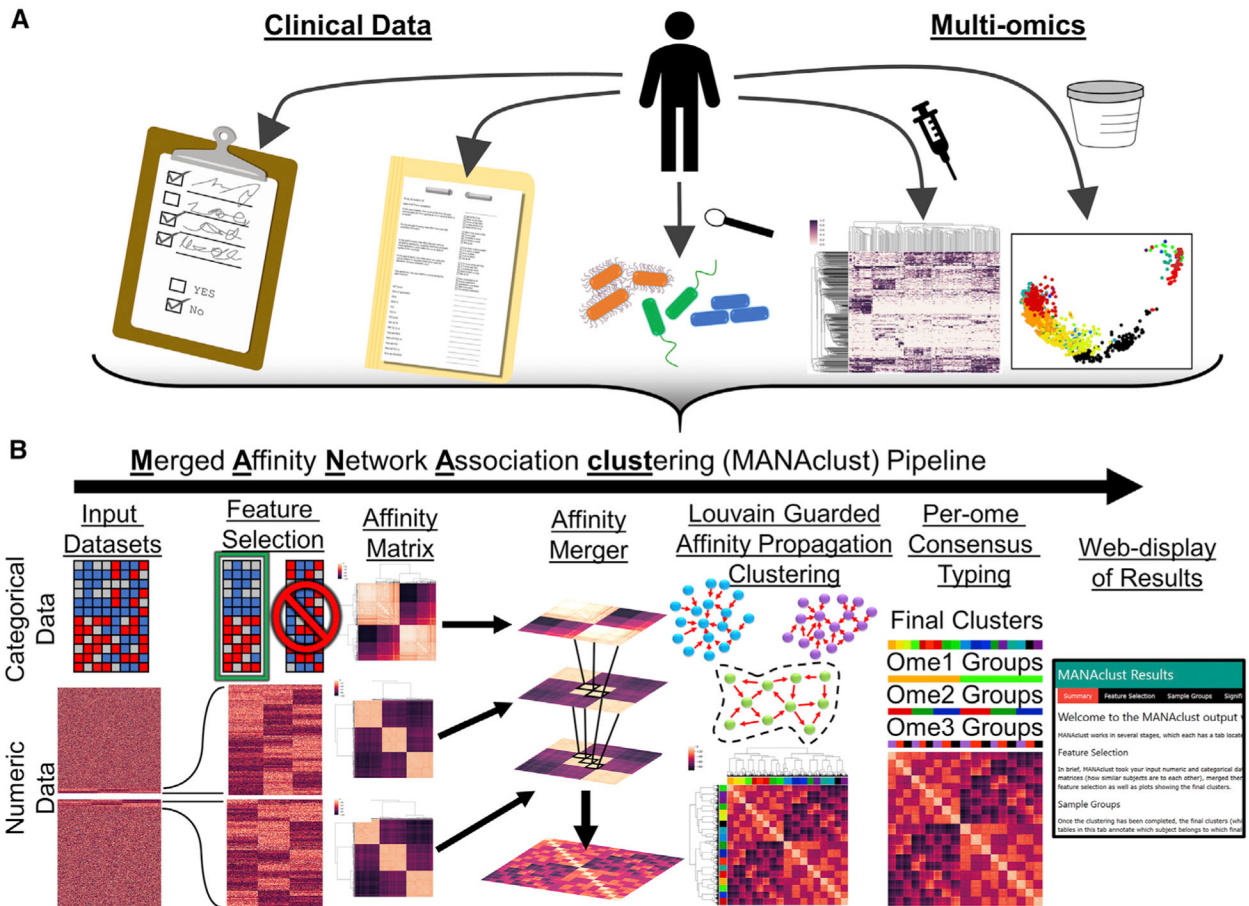 A
Clinical Data
Multi-omics
YES
No
B
Merged Affinity Network Association clustering (MANAclust) Pipeline
Input
Datasets
Feature
Selection
Affinity
Matrix
Affinity
Merger
Louvain Guarded
Affinity Propagation
Clustering
Per-ome
Consensus
Typing
Web-display
of Results
Categorical
Data
Numeric
Data
Final Clusters
Ome1 Groups
Ome2 Groups
Ome3 Groups
MANAclust Results
Summary Feature Selection Sample Groups Signifi
Welcome to the MANAclust output
MANAclust works in several stages, which each has a tab locate
Feature Selection
In brief, MANAclust took your input numeric and categorical dat
matrices (how similar subjects are to each other), merged ther
feature selection as well as plots showing the final clusters.
Sample Groups
Once the clustering has been completed, the final clusters (whi
tables in this tab annotate which subject belongs to which final